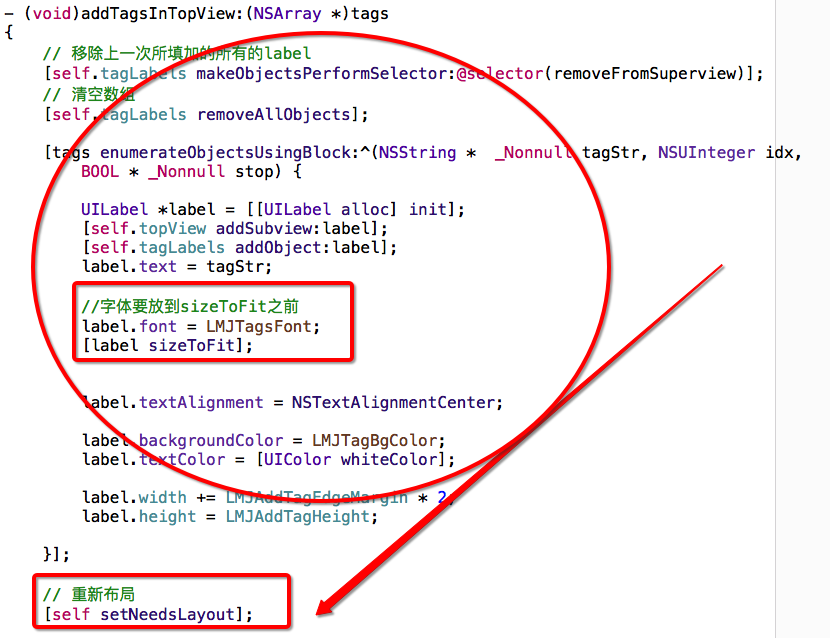 - (void)addTagsInTopView:(NSArray *)tags
{
// 移除上一次所填加的所有的label
[self.tagLabels makeObjectsPerformSelector:@selector(removeFromSuperview)];
// 清空数组
[self.tagLabels removeAllObjects];
[tags enumerateObjectsUsingBlock:^(NSString * _Nonnull tagStr, NSUInteger idx,
BOOL * _Nonnull stop) {
UILabel *label = [[UILabel alloc] init];
[self.topView addSubview:label];
[self.tagLabels addObject:label];
label.text = tagStr;
//字体要放到sizeToFit之前
label.font = LMJTagsFont;
[label sizeToFit];
label.textAlignment = NSTextAlignmentCenter;
label.backgroundColor = LMJTagBgColor;
label.textColor = [UIColor whiteColor];
label.width += LMJAddTagEdgeMargin * 2;
label.height = LMJAddTagHeight;
}];
// 重新布局
[self setNeedsLayout];